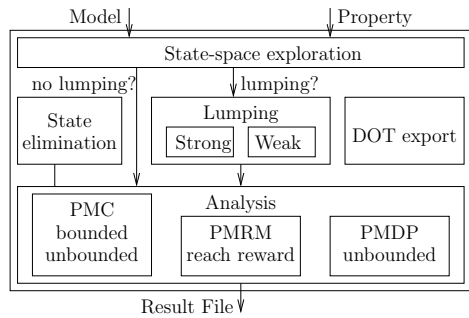 Model
Property
State-space exploration
no lumping?
lumping?
State
elimination
Lumping
Strong
Weak
DOT export
Analysis
PMC
bounded
unbounded
PMRM
reach reward
PMDP
unbounded
Result File